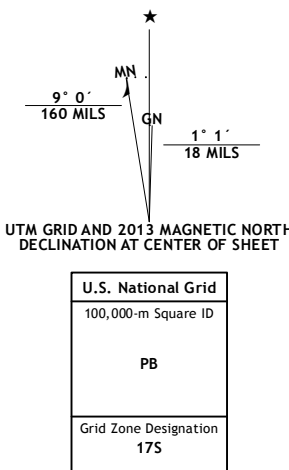 ★
MN
GN
9° 0´
160 MILS
1° 1´
18 MILS
UTM GRID AND 2013 MAGNETIC NORTH
DECLINATION AT CENTER OF SHEET
U.S. National Grid
100,000-m Square ID
PB
Grid Zone Designation
17S